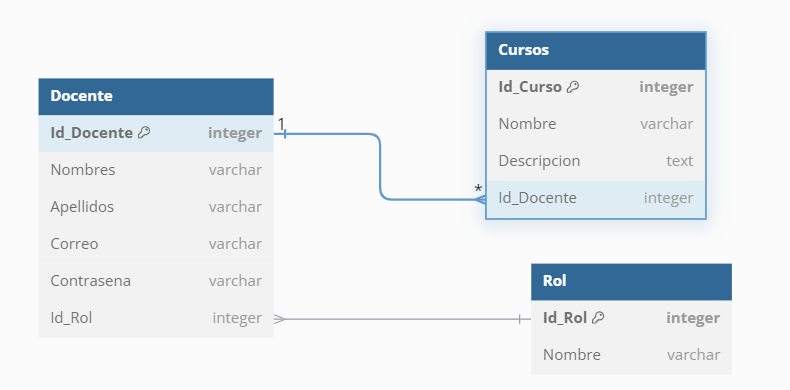 Docente
Id_Docente integer
Nombres varchar
Apellidos varchar
Correo varchar
Contrasena varchar
Id_Rol integer
1
*
Cursos
Id_Curso integer
Nombre varchar
Descripcion text
Id_Docente integer
Rol
Id_Rol integer
Nombre varchar